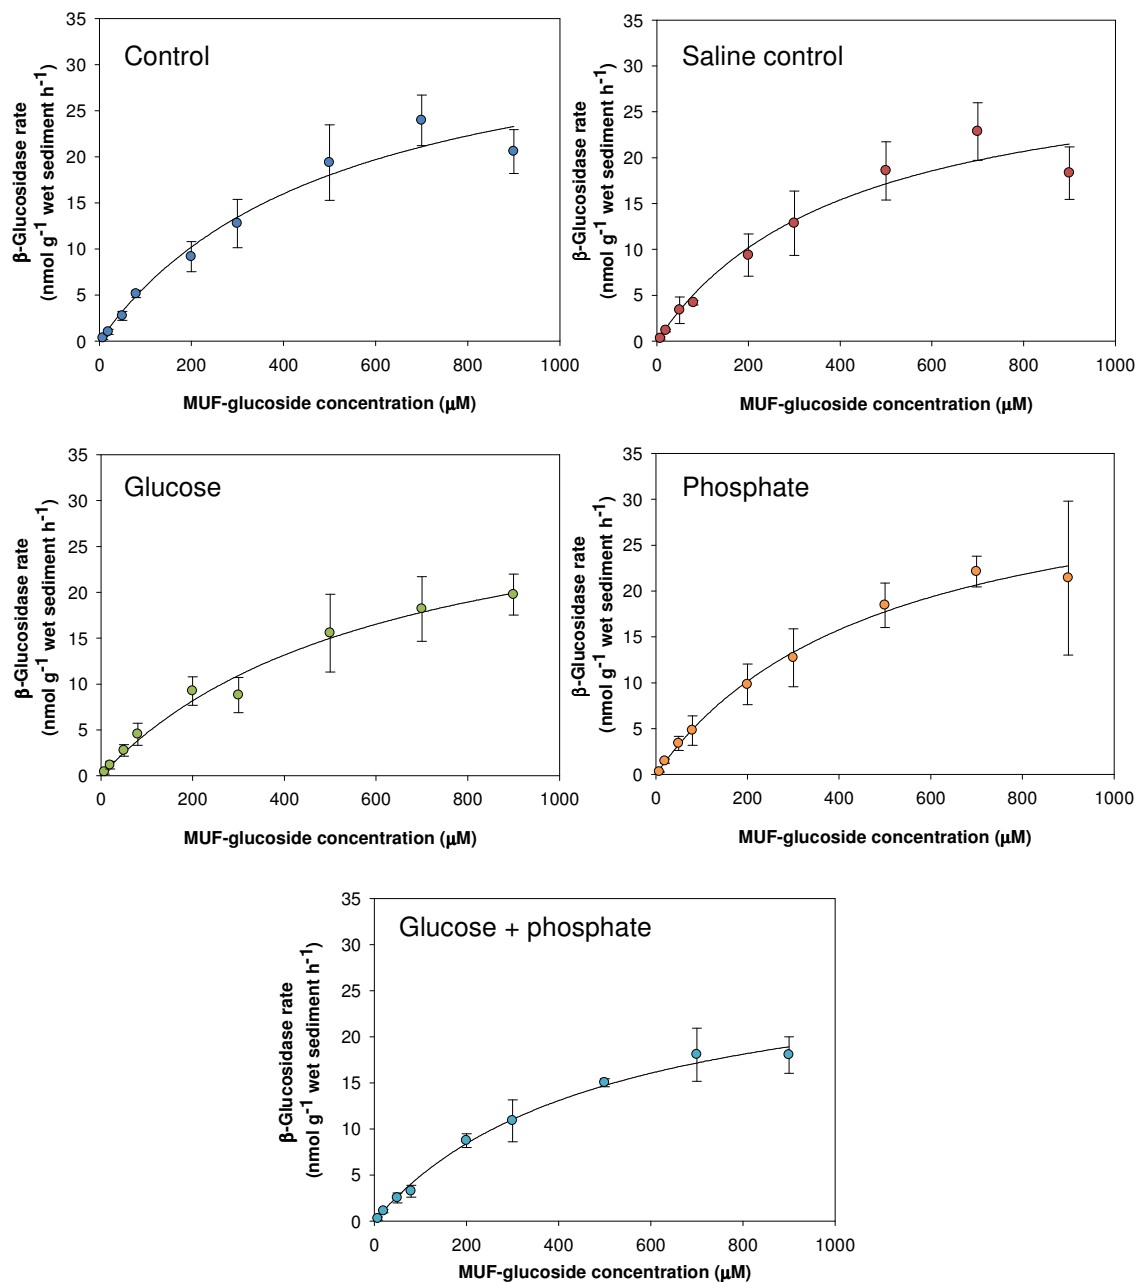 Control
β-Glucosidase rate
(nmol g⁻¹ wet sediment h⁻¹)
35
30
25
20
15
10
5
0
0 200 400 600 800 1000
MUF-glucoside concentration (μM)
Saline control
β-Glucosidase rate
(nmol g⁻¹ wet sediment h⁻¹)
35
30
25
20
15
10
5
0
0 200 400 600 800 1000
MUF-glucoside concentration (μM)
Glucose
β-Glucosidase rate
(nmol g⁻¹ wet sediment h⁻¹)
35
30
25
20
15
10
5
0
0 200 400 600 800 1000
MUF-glucoside concentration (μM)
Phosphate
β-Glucosidase rate
(nmol g⁻¹ wet sediment h⁻¹)
35
30
25
20
15
10
5
0
0 200 400 600 800 1000
MUF-glucoside concentration (μM)
Glucose + phosphate
β-Glucosidase rate
(nmol g⁻¹ wet sediment h⁻¹)
35
30
25
20
15
10
5
0
0 200 400 600 800 1000
MUF-glucoside concentration (μM)